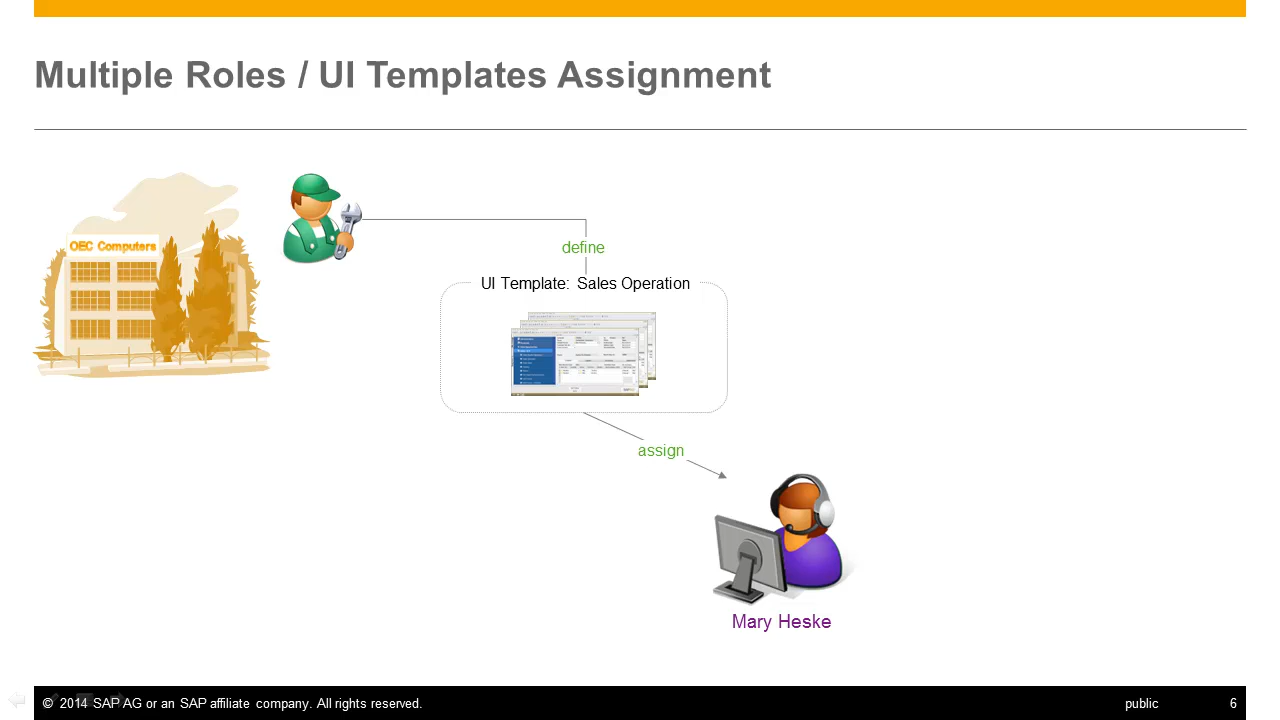 Multiple Roles / UI Templates Assignment
OEC Computers
define
UI Template: Sales Operation
assign
Mary Heske
© 2014 SAP AG or an SAP affiliate company. All rights reserved.
public
6